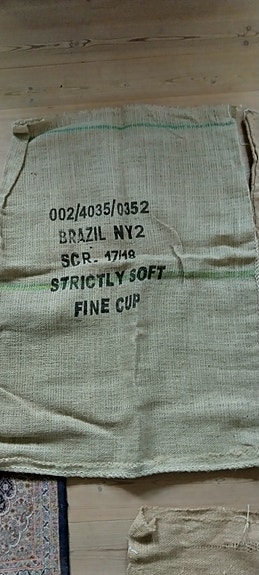 002/4035/0352
BRAZIL NY2
SCR. 17/18
STRICTLY SOFT
FINE CUP